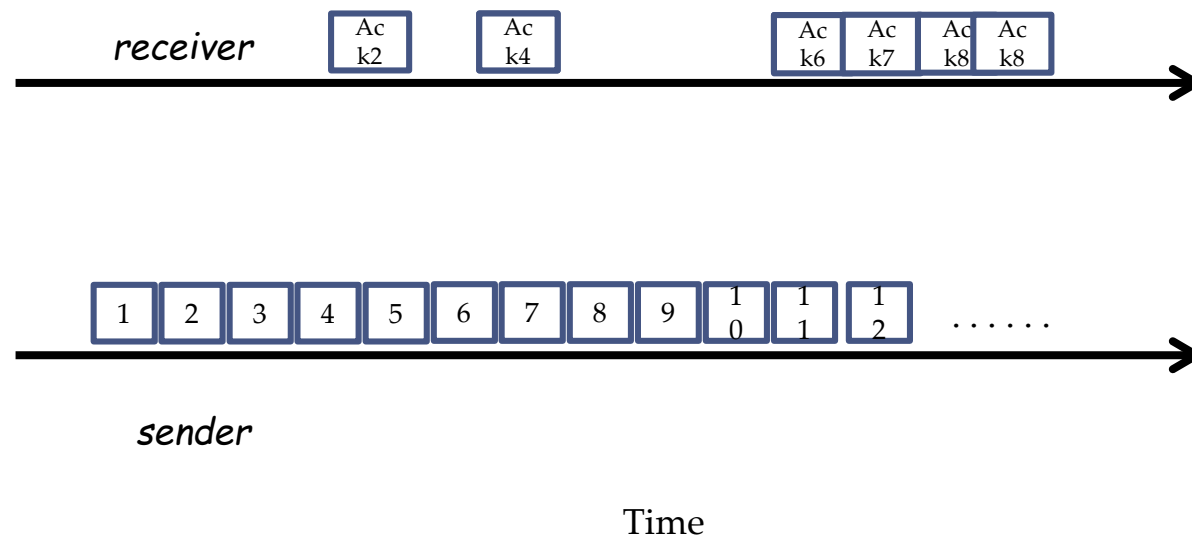 receiver
Ac
k2
Ac
k4
Ac
k6
Ac
k7
Ac
k8
Ac
k8
1
2
3
4
5
6
7
8
9
1
0
1
1
1
2
......
sender
Time